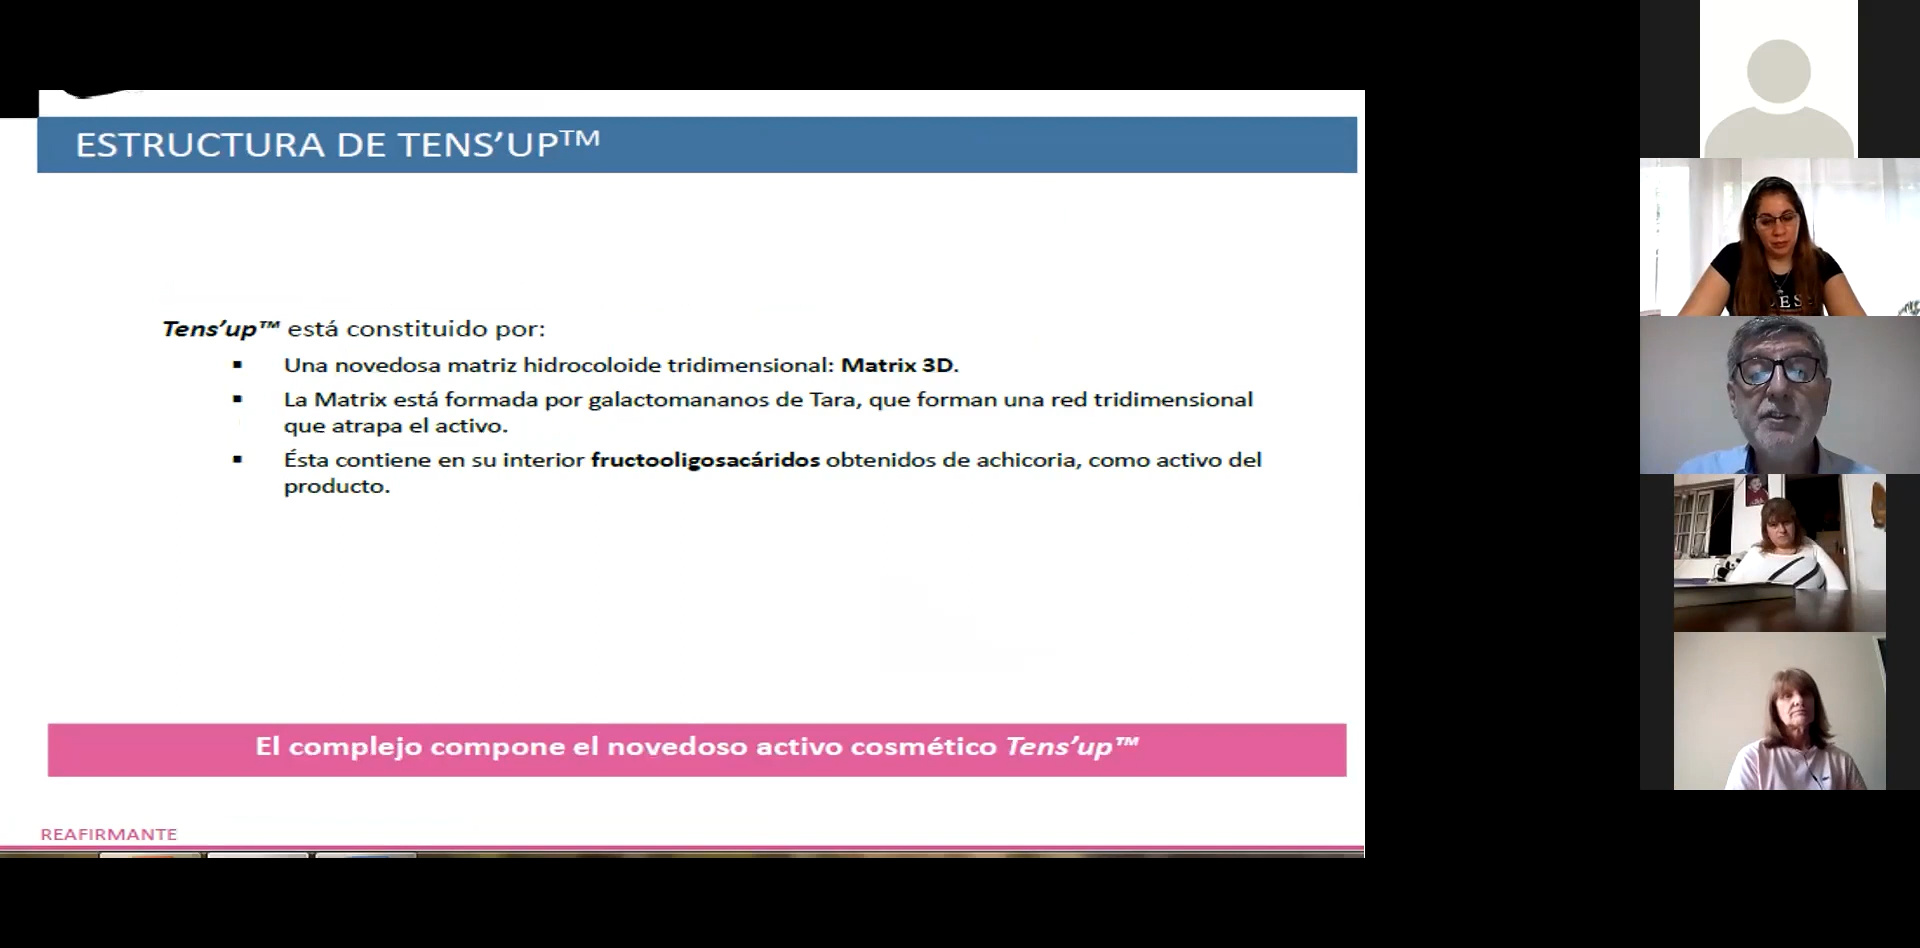 ESTRUCTURA DE TENS’UP™
Tens’up™ está constituido por:
▪ Una novedosa matriz hidrocoloide tridimensional: Matrix 3D.
▪ La Matrix está formada por galactomananos de Tara, que forman una red tridimensional
que atrapa el activo.
▪ Ésta contiene en su interior fructooligosacáridos obtenidos de achicoria, como activo del
producto.
El complejo compone el novedoso activo cosmético Tens’up™
REAFIRMANTE